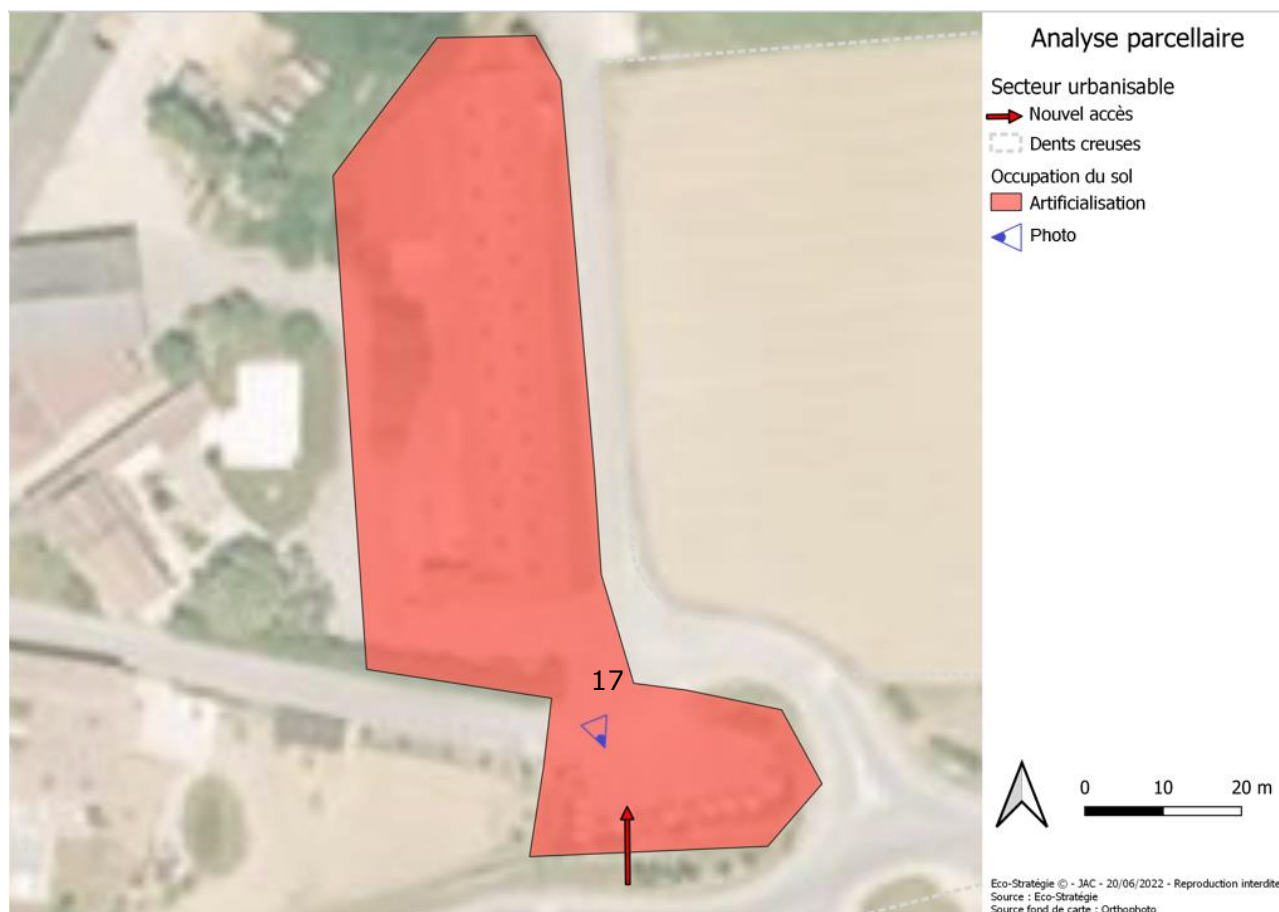 Analyse parcellaire
Secteur urbanisable
Nouvel accès
Dents creuses
Occupation du sol
Artificialisation
Photo
17
0 10 20 m
Eco-Stratégie © - JAC - 20/06/2022 - Reproduction interdite
Source : Eco-Stratégie
Source fond de carte : Orthophoto